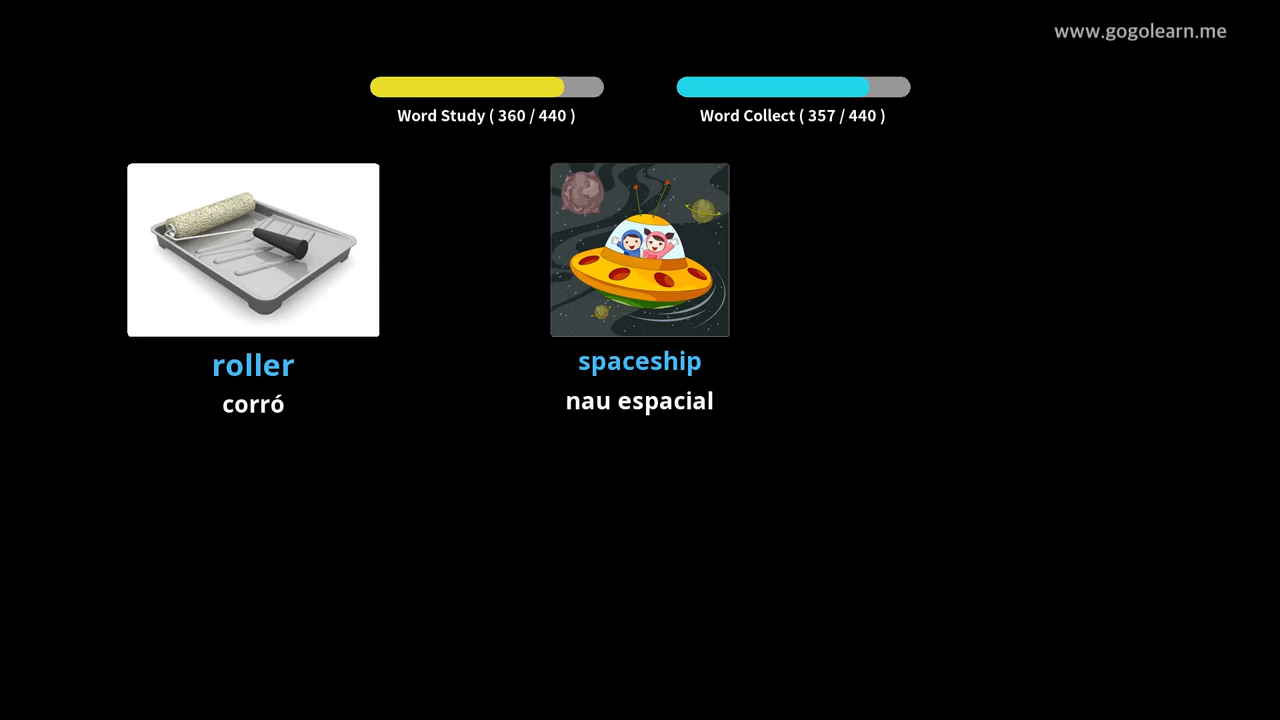 www.gogolearn.me
Word Study ( 360 / 440 )
Word Collect ( 357 / 440 )
roller
corró
spaceship
nau espacial